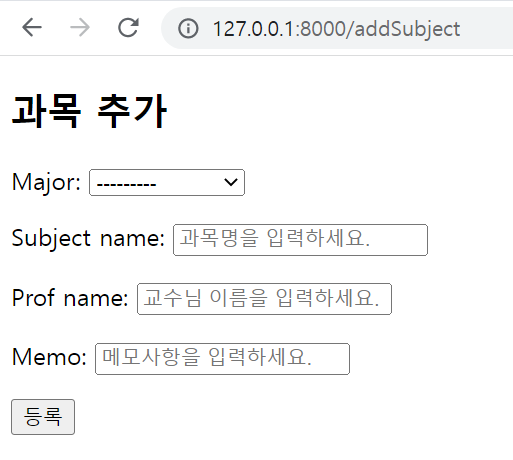 127.0.0.1:8000/addSubject
과목 추가
Major: ---------
Subject name: 과목명을 입력하세요.
Prof name: 교수님 이름을 입력하세요.
Memo: 메모사항을 입력하세요.
등록